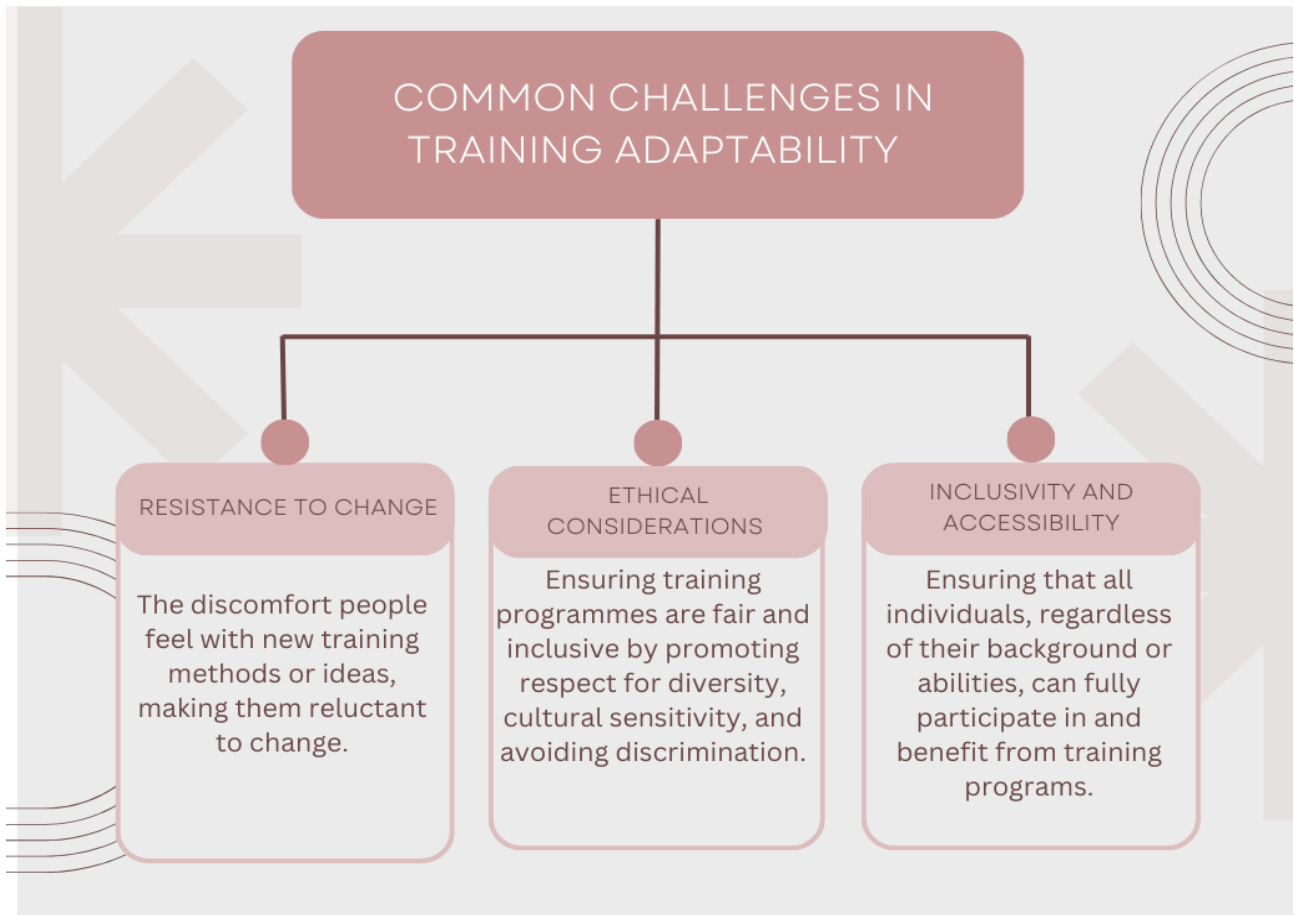 COMMON CHALLENGES IN
TRAINING ADAPTABILITY
RESISTANCE TO CHANGE
The discomfort people
feel with new training
methods or ideas,
making them reluctant
to change.
ETHICAL
CONSIDERATIONS
Ensuring training
programmes are fair and
inclusive by promoting
respect for diversity,
cultural sensitivity, and
avoiding discrimination.
INCLUSIVITY AND
ACCESSIBILITY
Ensuring that all
individuals, regardless
of their background or
abilities, can fully
participate in and
benefit from training
programs.